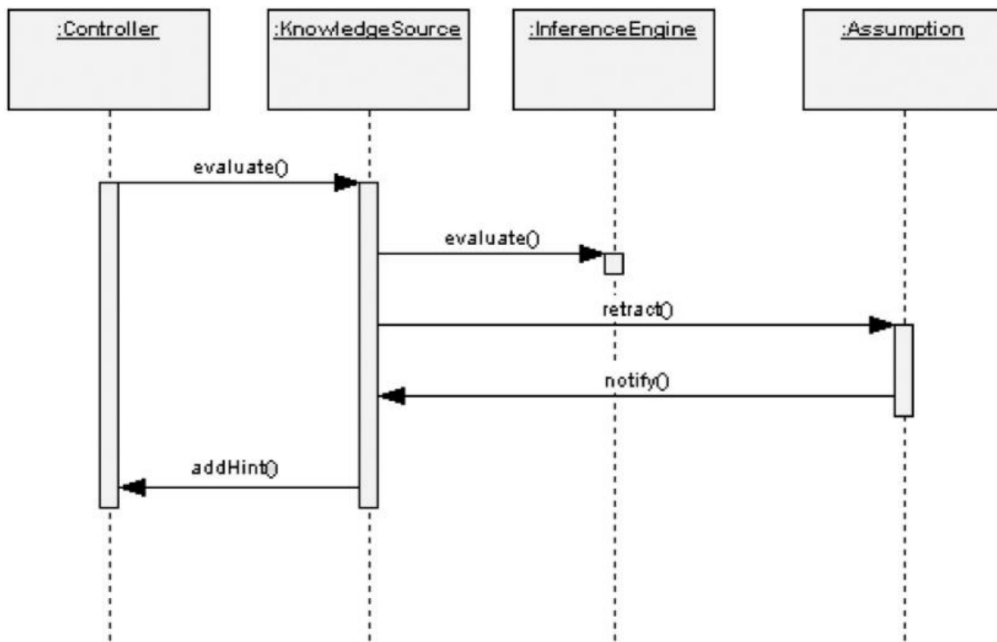 :Controller
:KnowledgeSource
:InferenceEngine
:Assumption
evaluate()
evaluate()
retract()
notify()
addHint()